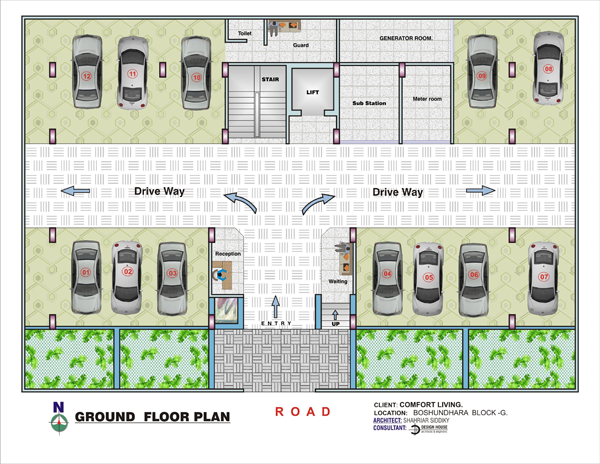 Toilet
Guard
GENERATOR ROOM.
12
11
10
STAIR
LIFT
Sub Station
Meter room
09
08
Drive Way
Drive Way
Reception
Waiting
01
02
03
04
05
06
07
ENTRY
UP
N
GROUND FLOOR PLAN
ROAD
CLIENT: COMFORT LIVING.
LOCATION: BOSHUNDHARA BLOCK -G.
ARCHITECT: SHAHRIAR SIDDIKY
CONSULTANT: DESIGN HOUSE